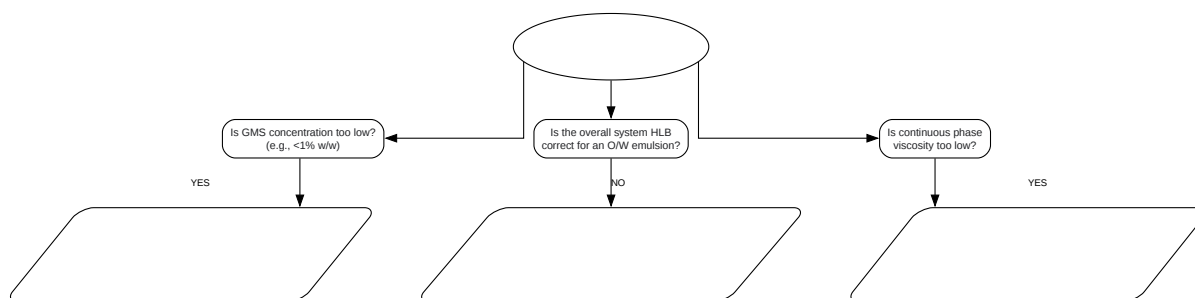 Is GMS concentration too low?
(e.g., <1% w/w)
Is the overall system HLB
correct for an O/W emulsion?
Is continuous phase
viscosity too low?
YES
NO
YES